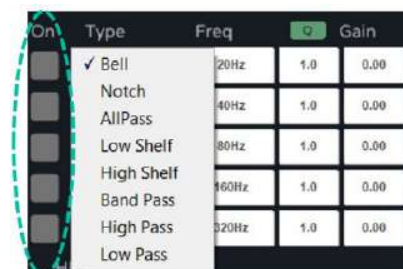 On Type Freq Q Gain
✓ Bell 20Hz 1.0 0.00
Notch
AllPass 40Hz 1.0 0.00
Low Shelf 80Hz 1.0 0.00
High Shelf
Band Pass 160Hz 1.0 0.00
High Pass 320Hz 1.0 0.00
Low Pass